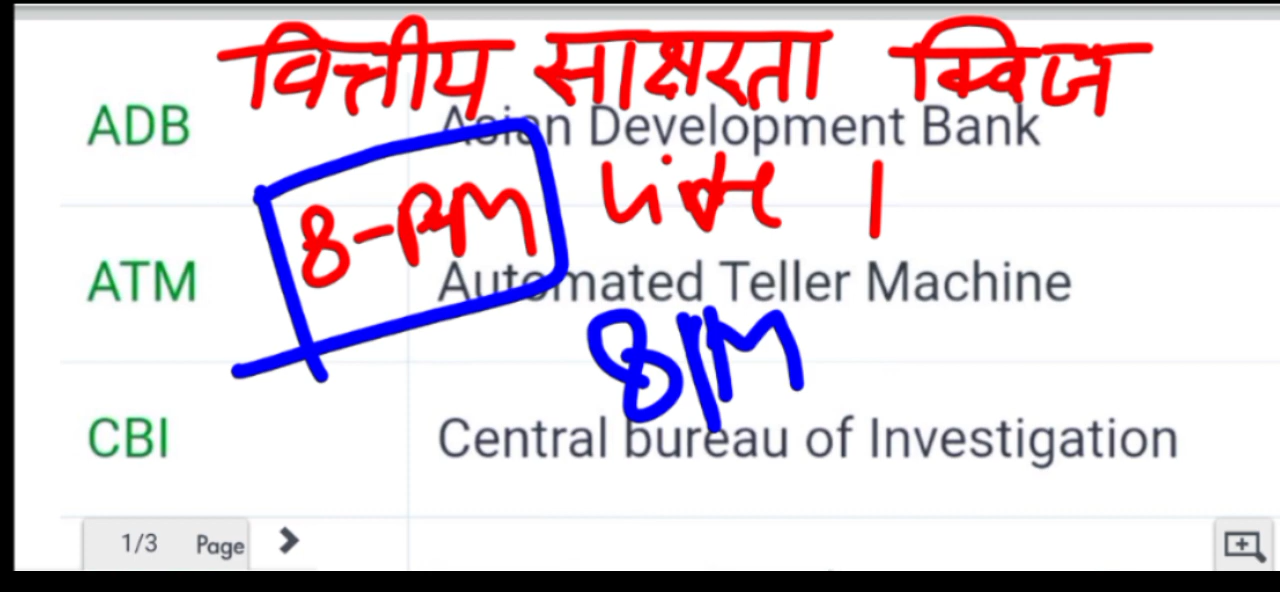 वित्तीय साक्षरता क्विज
ADB Asian Development Bank
8-PM Live |
ATM Automated Teller Machine
8PM
CBI Central bureau of Investigation
1/3 Page